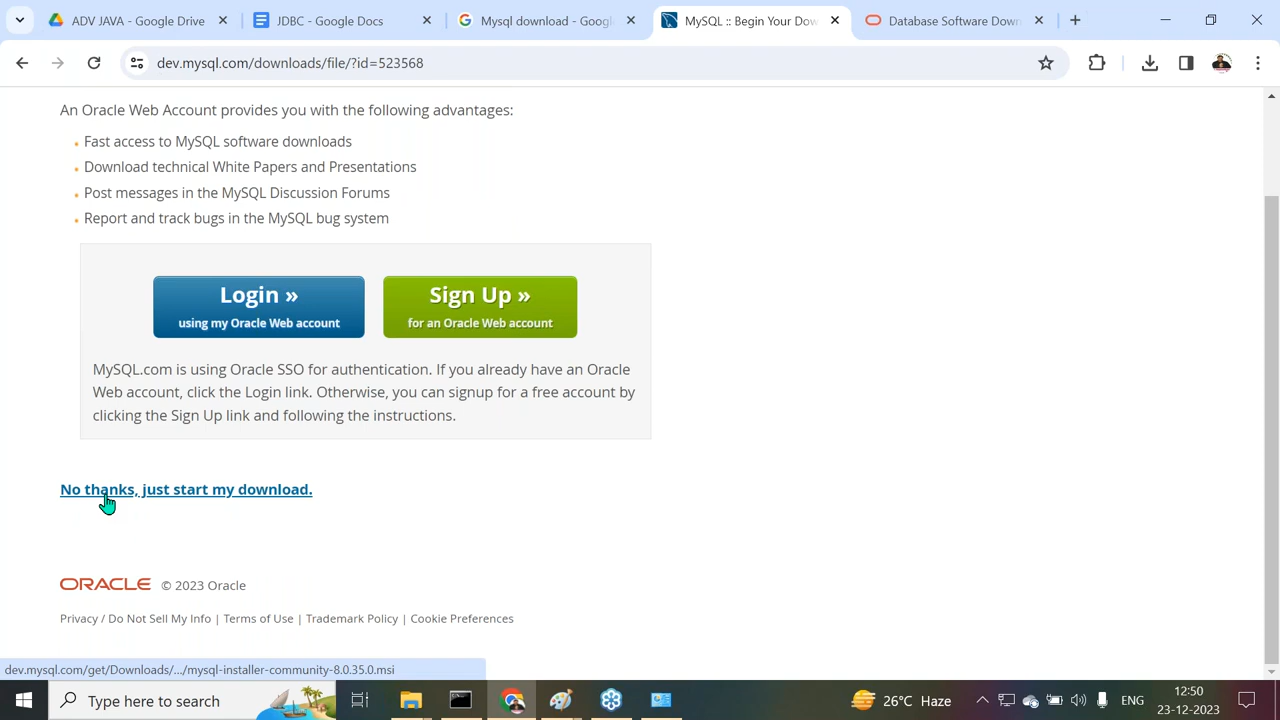 ADV JAVA - Google Drive
JDBC - Google Docs
Mysql download - Googl
MySQL :: Begin Your Dow
Database Software Down
dev.mysql.com/downloads/file/?id=523568
An Oracle Web Account provides you with the following advantages:
Fast access to MySQL software downloads
Download technical White Papers and Presentations
Post messages in the MySQL Discussion Forums
Report and track bugs in the MySQL bug system
Login »
using my Oracle Web account
Sign Up »
for an Oracle Web account
MySQL.com is using Oracle SSO for authentication. If you already have an Oracle
Web account, click the Login link. Otherwise, you can signup for a free account by
clicking the Sign Up link and following the instructions.
No thanks, just start my download.
ORACLE © 2023 Oracle
Privacy / Do Not Sell My Info | Terms of Use | Trademark Policy | Cookie Preferences
dev.mysql.com/get/Downloads/.../mysql-installer-community-8.0.35.0.msi
Type here to search
26°C Haze
ENG
12:50
23-12-2023